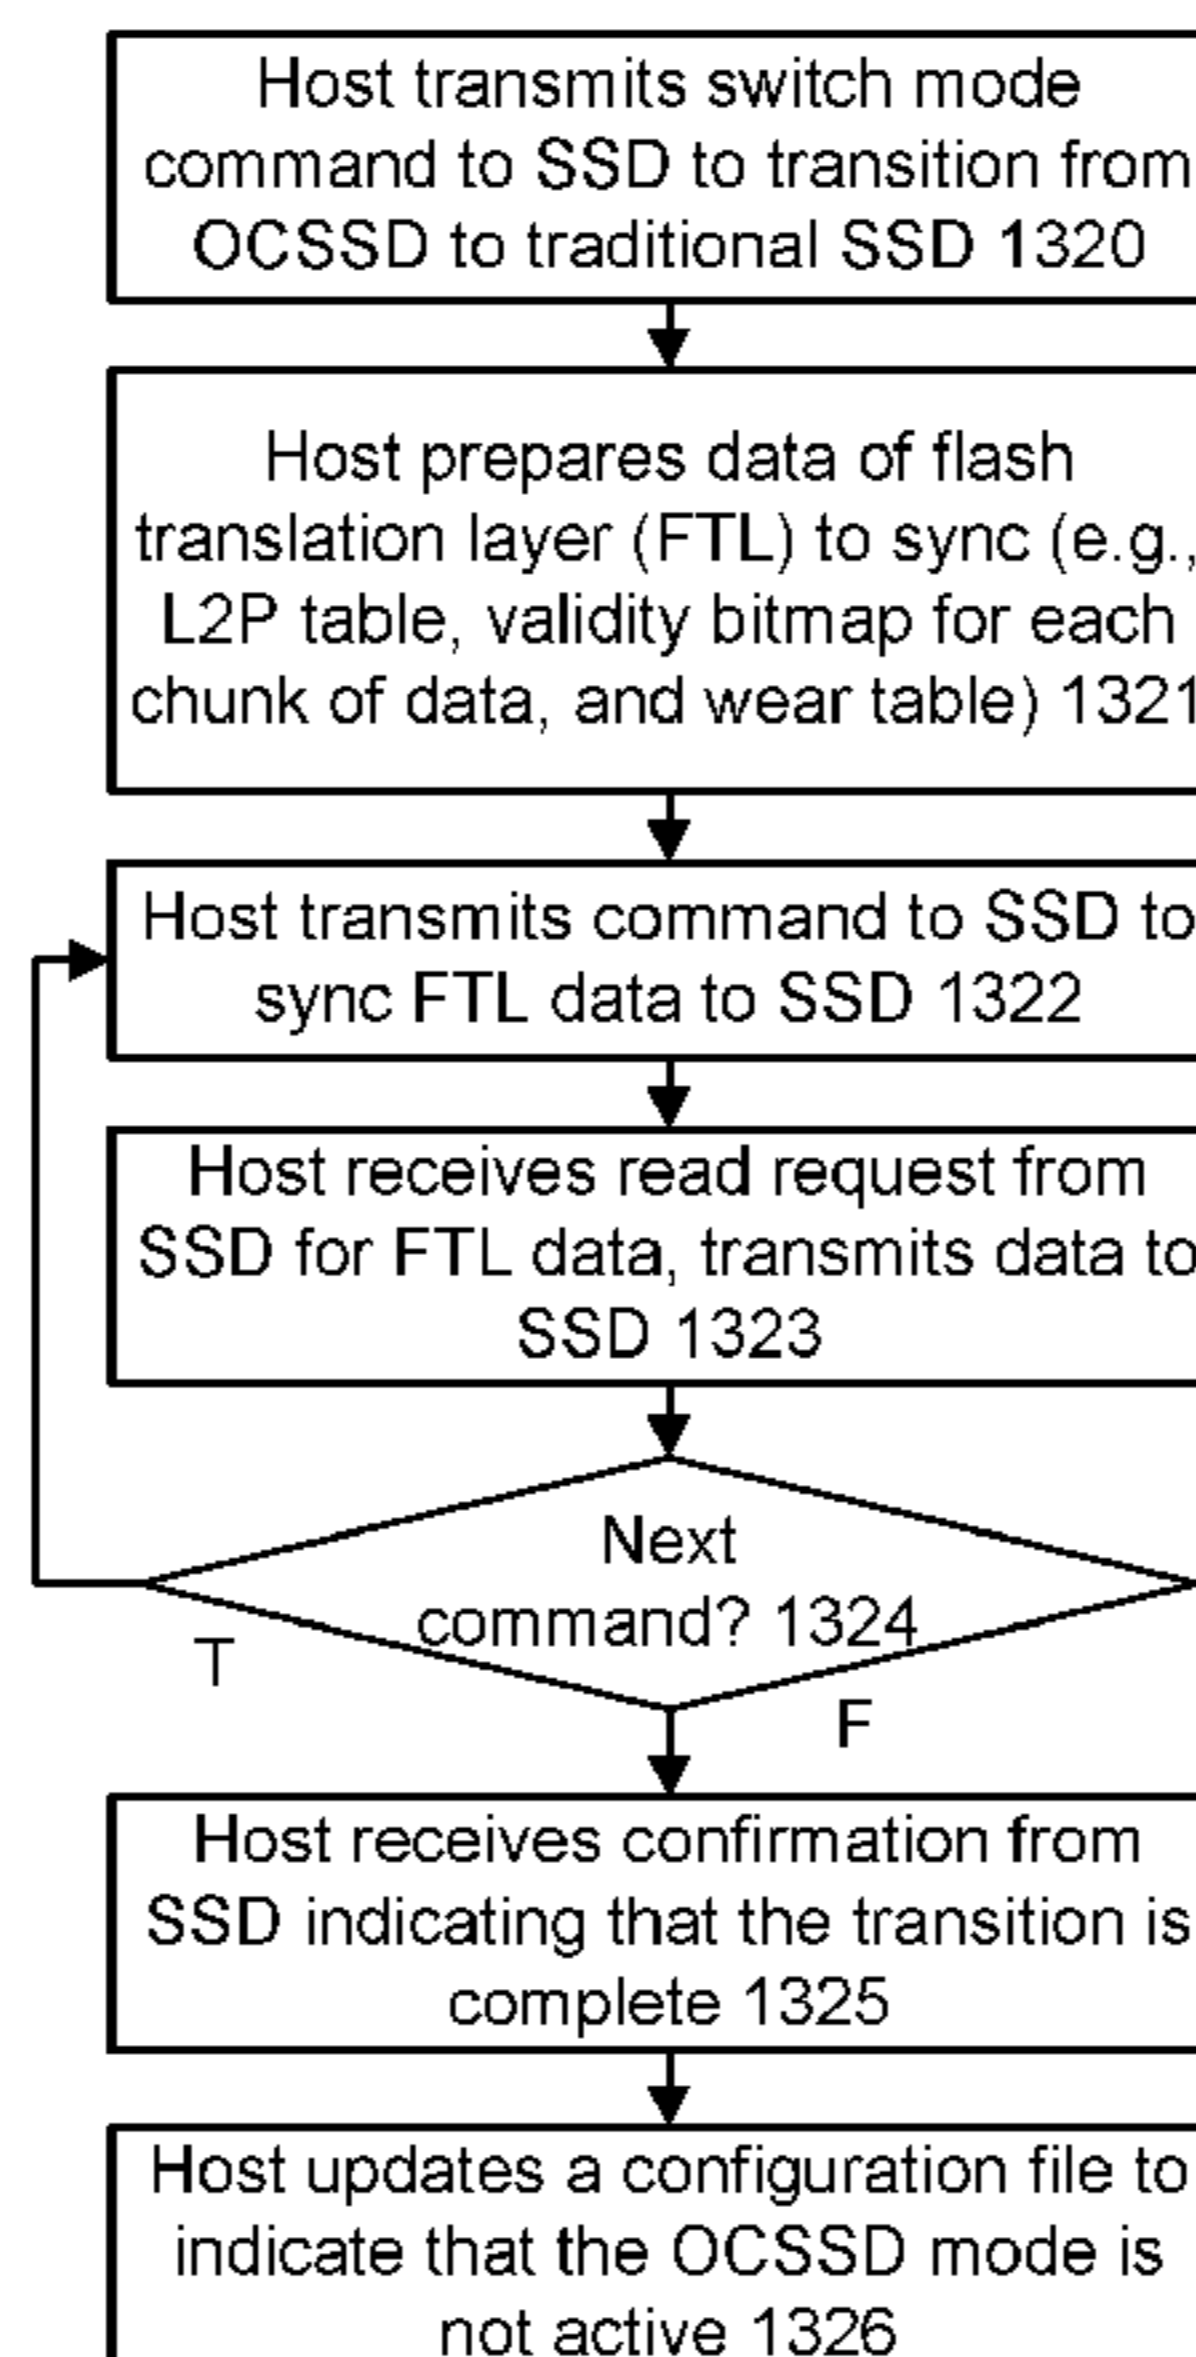 Host transmits switch mode
command to SSD to transition from
OCSSD to traditional SSD 1320
Host prepares data of flash
translation layer (FTL) to sync (e.g.,
L2P table, validity bitmap for each
chunk of data, and wear table) 1321
Host transmits command to SSD to
sync FTL data to SSD 1322
Host receives read request from
SSD for FTL data, transmits data to
SSD 1323
Next
command? 1324
T
F
Host receives confirmation from
SSD indicating that the transition is
complete 1325
Host updates a configuration file to
indicate that the OCSSD mode is
not active 1326